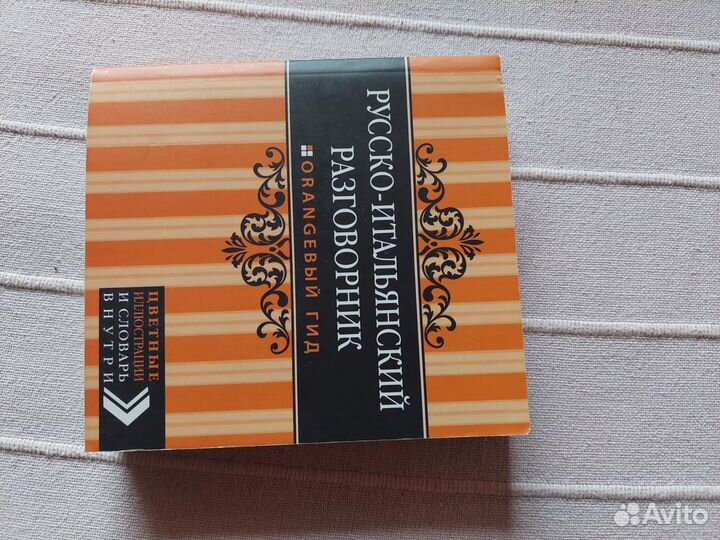 РУССКО-ИТАЛЬЯНСКИЙ
РАЗГОВОРНИК
ORANGEВЫЙ ГИД
ЦВЕТНЫЕ
ИЛЛЮСТРАЦИИ
И СЛОВАРЬ
ВНУТРИ
Avito